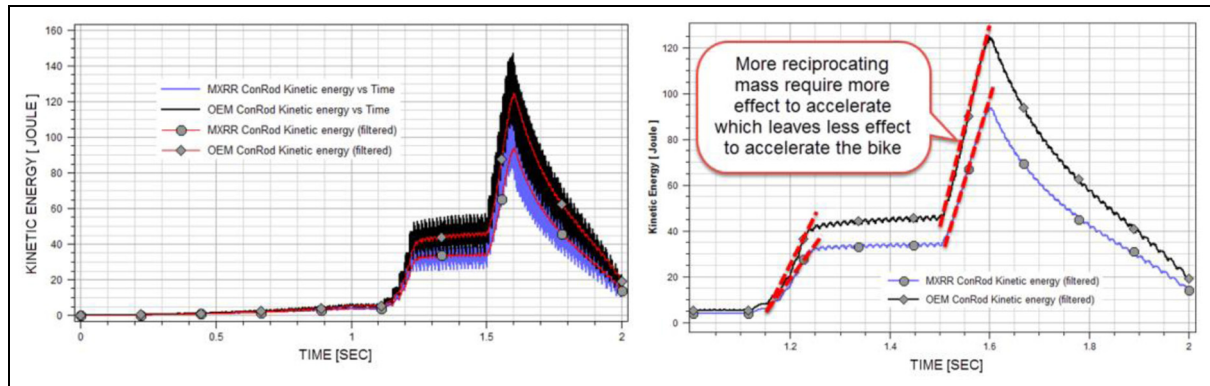 KINETIC ENERGY [ JOULE]
160
140
120
100
80
60
40
20
0
MXRR ConRod Kinetic energy vs Time
OEM ConRod Kinetic energy vs Time
MXRR ConRod Kinetic energy (filtered)
OEM ConRod Kinetic energy (filtered)
0
0.5
1
1.5
2
TIME [SEC]
Kinetic Energy [ Joule]
120
100
80
60
40
20
0
More reciprocating
mass require more
effect to accelerate
which leaves less effect
to accelerate the bike
MXRR ConRod Kinetic energy (filtered)
OEM ConRod Kinetic energy (filtered)
1.2
1.4
1.6
1.8
2
TIME [SEC]